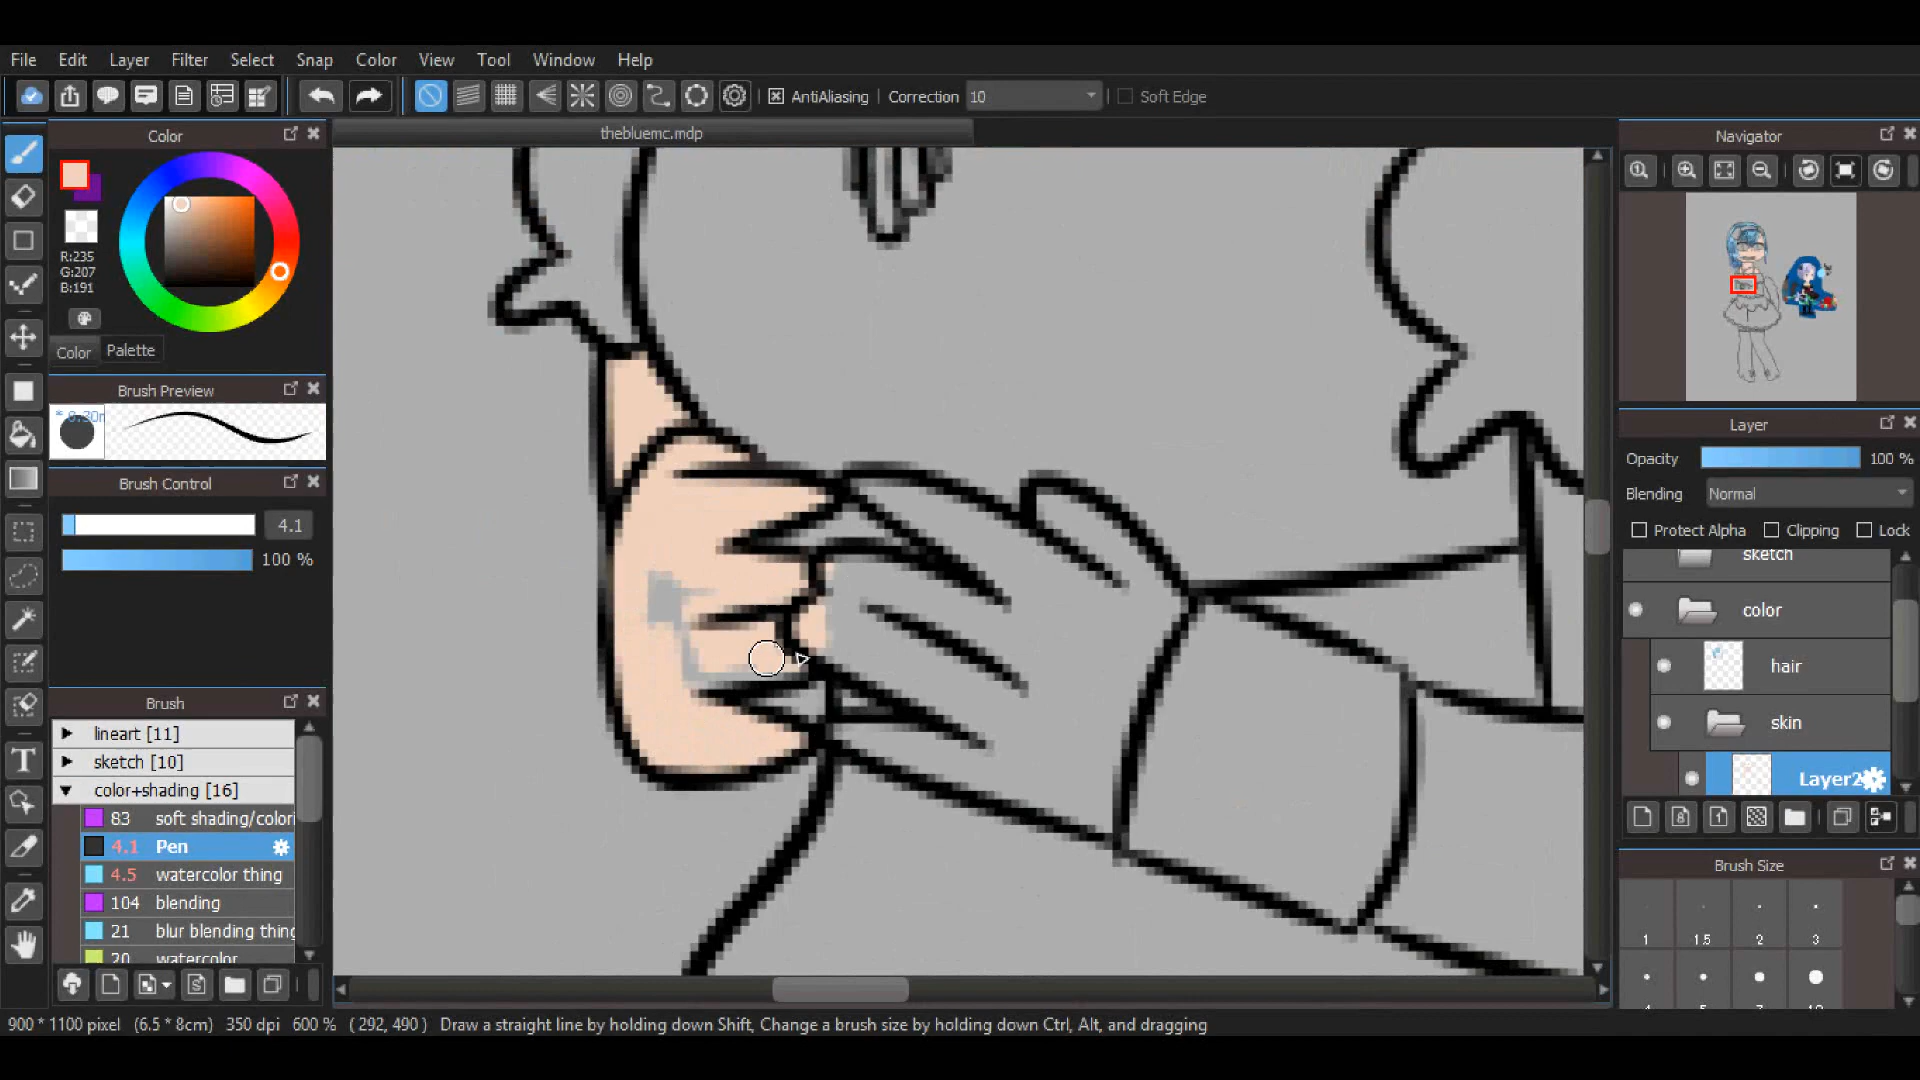 File Edit Layer Filter Select Snap Color View Tool Window Help
AntiAliasing Correction 10 Soft Edge
Color
thebluemc.mdp
Navigator
R:235
G:207
B:191
Color Palette
Brush Preview
Brush Control
4.1
100 %
Brush
lineart [11]
sketch [10]
color+shading [16]
83 soft shading/colori
4.1 Pen
4.5 watercolor thing
104 blending
21 blur blending thing
20 watercolor
Layer
Opacity 100 %
Blending Normal
Protect Alpha Clipping Lock
sketch
color
hair
skin
Layer2
8 1
Brush Size
1 1.5 2 3
900 * 1100 pixel (6.5 * 8cm) 350 dpi 600 % ( 292, 490 ) Draw a straight line by holding down Shift, Change a brush size by holding down Ctrl, Alt, and dragging